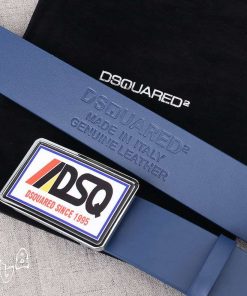 DSQUARED2
DSQUARED2
MADE IN ITALY
GENUINE LEATHER
DSQ
DSQUARED SINCE 1995